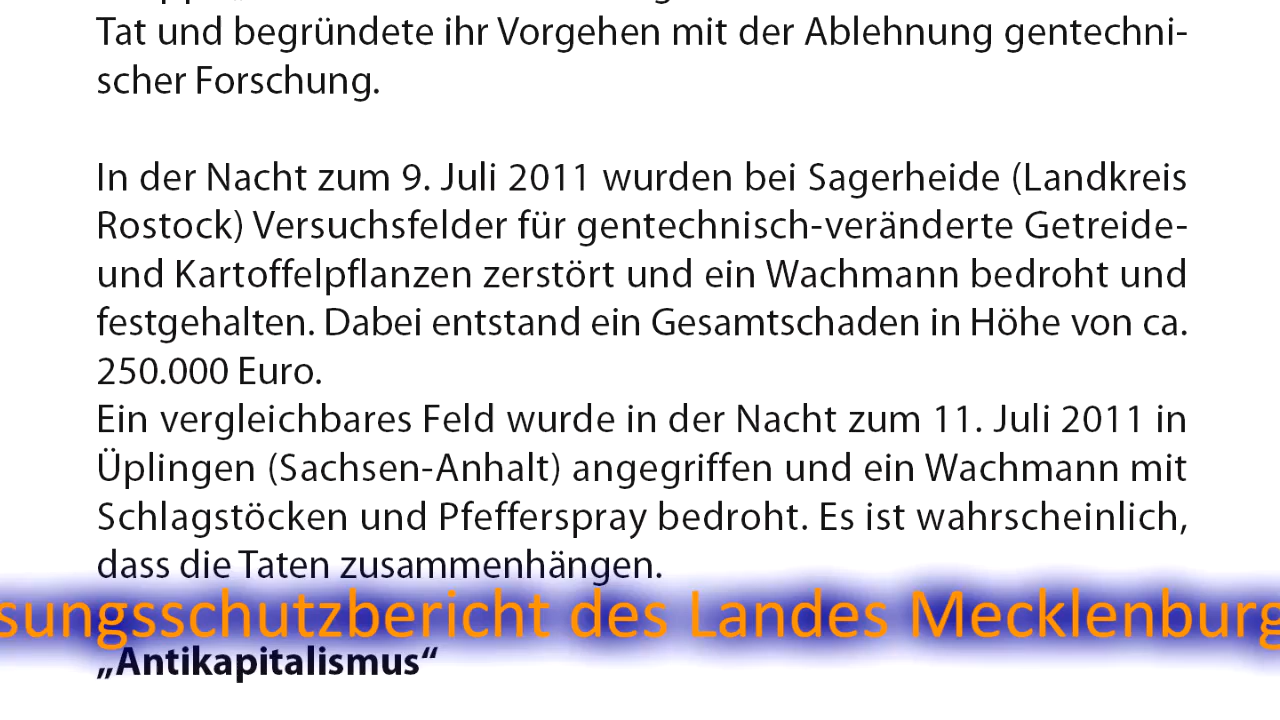 Tat und begründete ihr Vorgehen mit der Ablehnung gentechni-
scher Forschung.
In der Nacht zum 9. Juli 2011 wurden bei Sagerheide (Landkreis
Rostock) Versuchsfelder für gentechnisch-veränderte Getreide-
und Kartoffelpflanzen zerstört und ein Wachmann bedroht und
festgehalten. Dabei entstand ein Gesamtschaden in Höhe von ca.
250.000 Euro.
Ein vergleichbares Feld wurde in der Nacht zum 11. Juli 2011 in
Üplingen (Sachsen-Anhalt) angegriffen und ein Wachmann mit
Schlagstöcken und Pfefferspray bedroht. Es ist wahrscheinlich,
dass die Taten zusammenhängen.
sungsschutzbericht des Landes Mecklenburg
„Antikapitalismus“